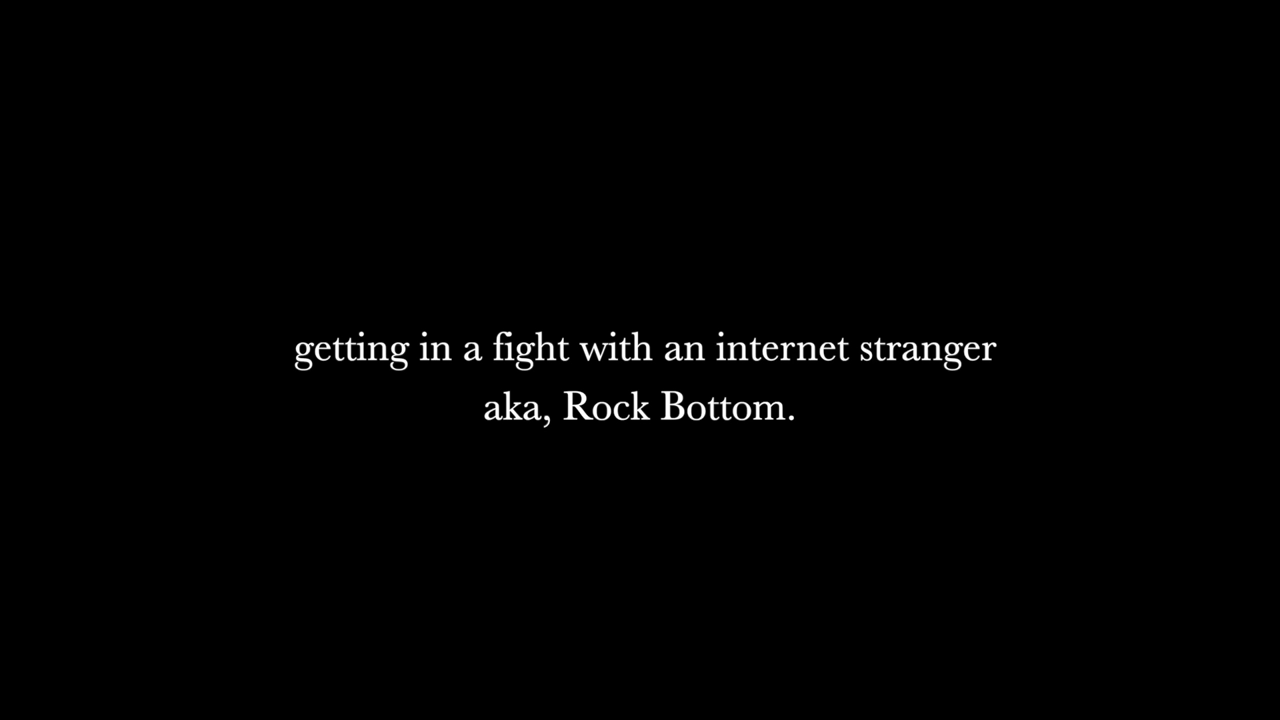 getting in a fight with an internet stranger
aka, Rock Bottom.